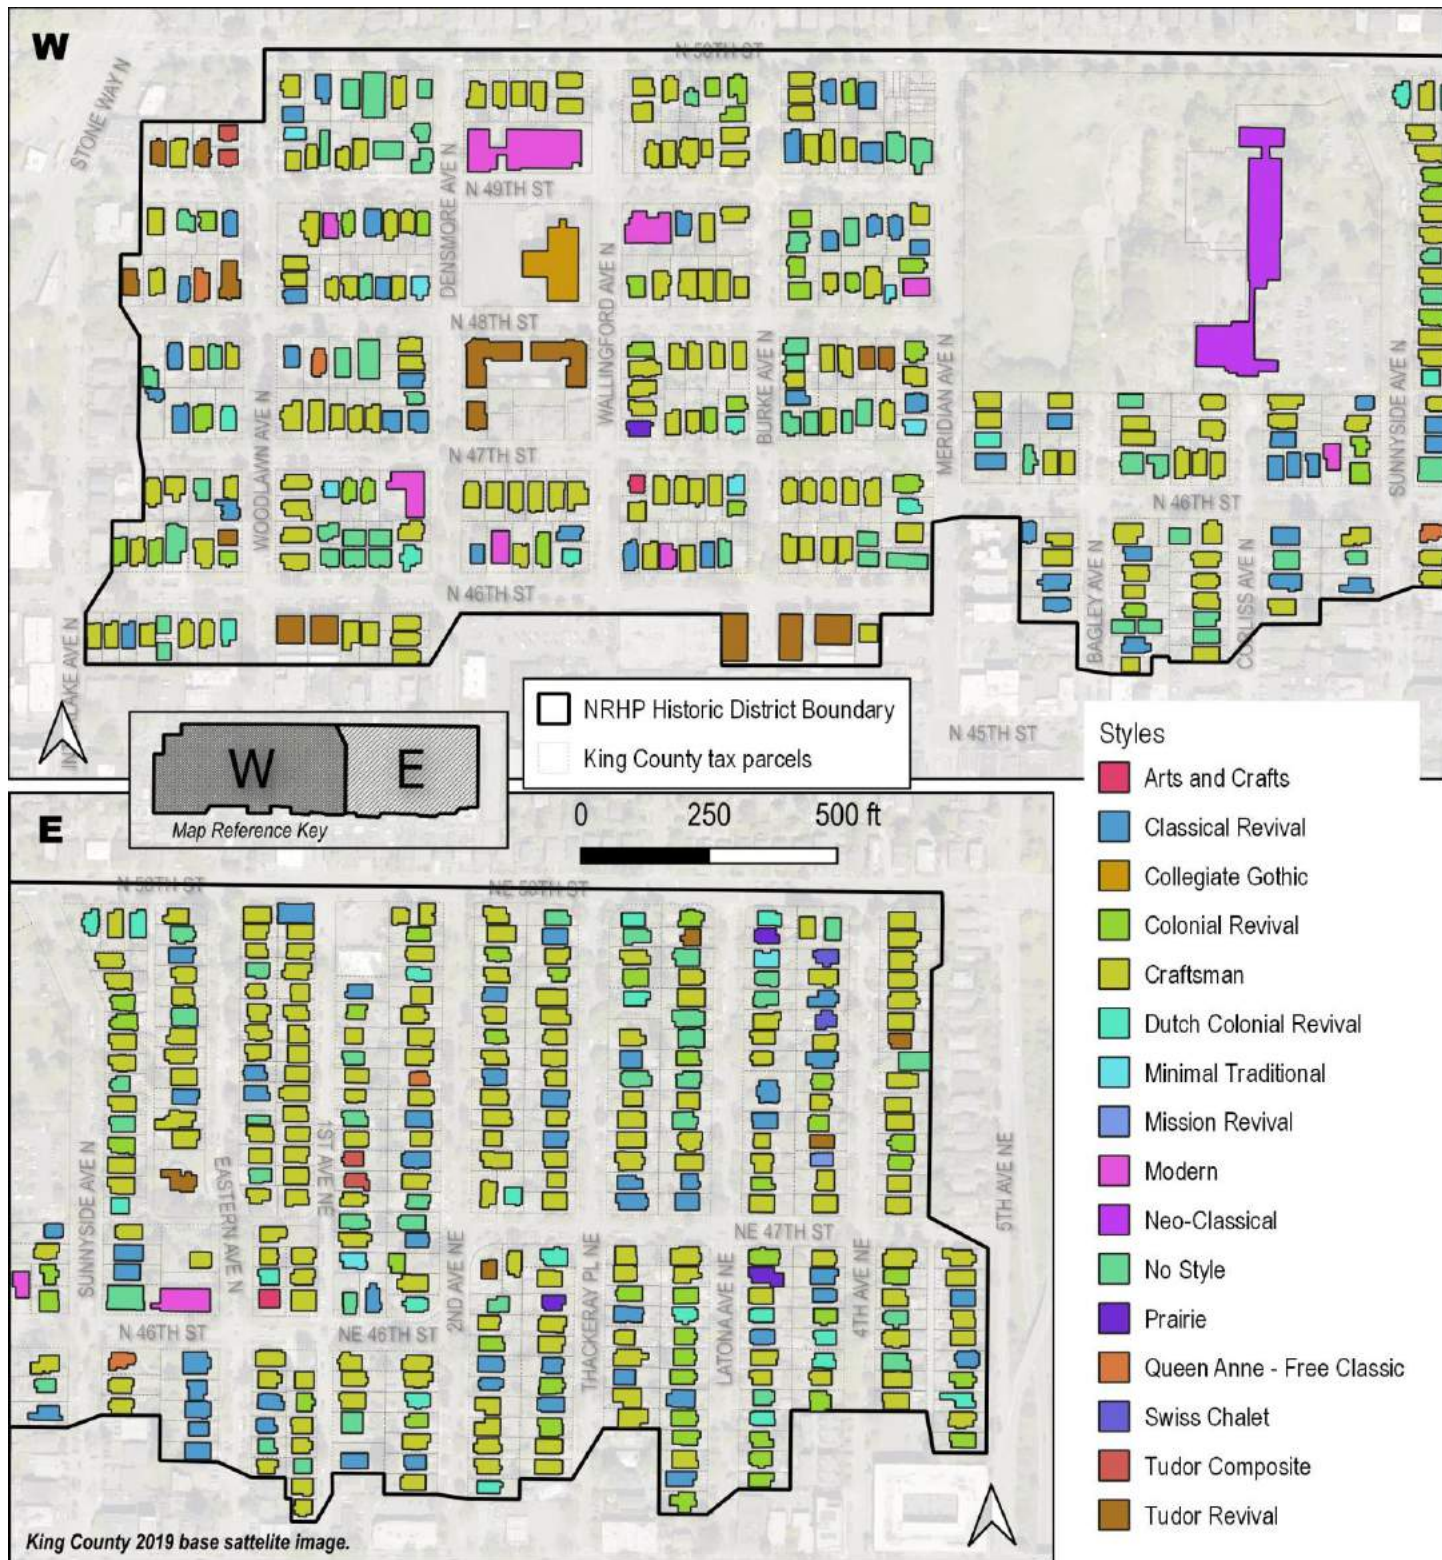 W
N 50TH ST
STONE WAY N
DENSMORE AVE N
N 49TH ST
WALLINGFORD AVE N
N 48TH ST
WOODLAWN AVE N
BURKE AVE N
MERIDIAN AVE N
SUNNYSIDE AVE N
N 47TH ST
N 46TH ST
N 46TH ST
BAGLEY AVE N
CORLISS AVE N
LAKE AVE N
N 45TH ST
NRHP Historic District Boundary
King County tax parcels
W
E
Map Reference Key
0 250 500 ft
Styles
Arts and Crafts
Classical Revival
Collegiate Gothic
Colonial Revival
Craftsman
Dutch Colonial Revival
Minimal Traditional
Mission Revival
Modern
Neo-Classical
No Style
Prairie
Queen Anne - Free Classic
Swiss Chalet
Tudor Composite
Tudor Revival
E
N 50TH ST
NE 50TH ST
SUNNYSIDE AVE N
EASTERN AVE N
1ST AVE NE
2ND AVE NE
THACKERAY PL NE
LATONA AVE NE
NE 47TH ST
4TH AVE NE
5TH AVE NE
N 46TH ST
NE 46TH ST
King County 2019 base sattelite image.